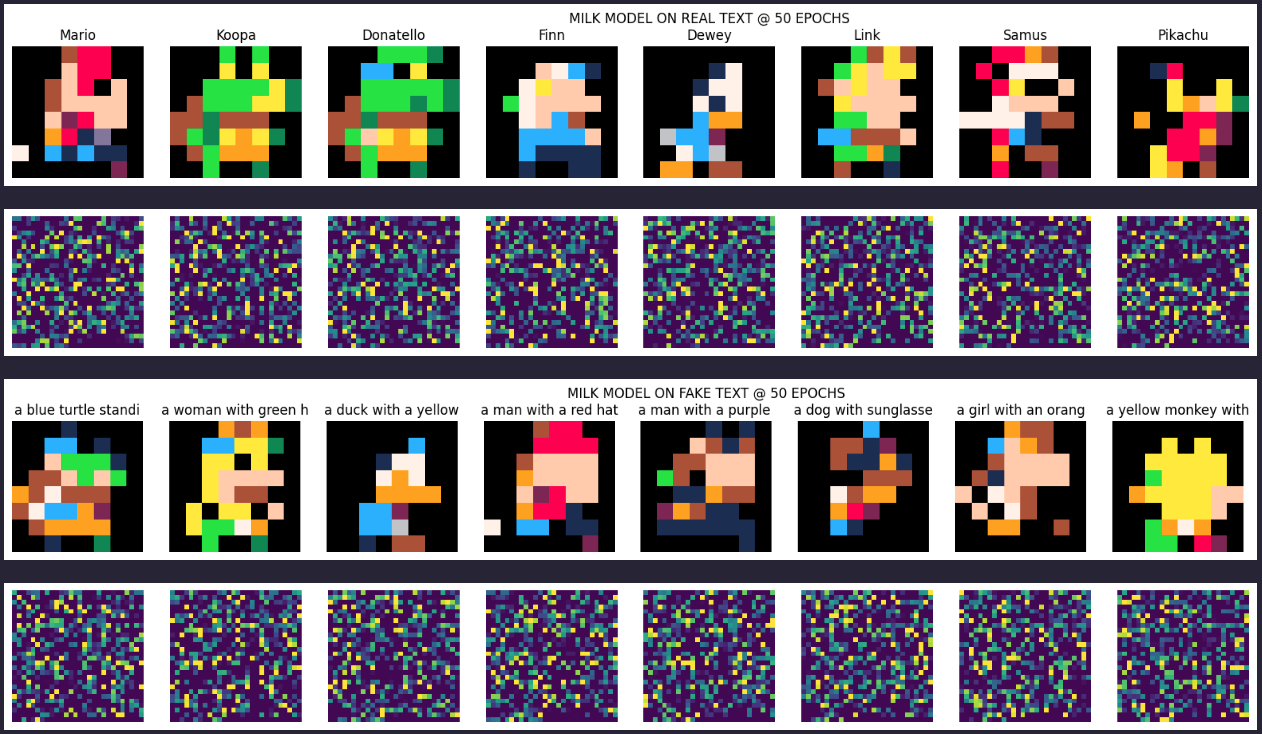 MILK MODEL ON REAL TEXT @ 50 EPOCHS
Mario Koopa Donatello Finn Dewey Link Samus Pikachu
MILK MODEL ON FAKE TEXT @ 50 EPOCHS
a blue turtle standi a woman with green h a duck with a yellow a man with a red hat a man with a purple a dog with sunglasse a girl with an orang a yellow monkey with